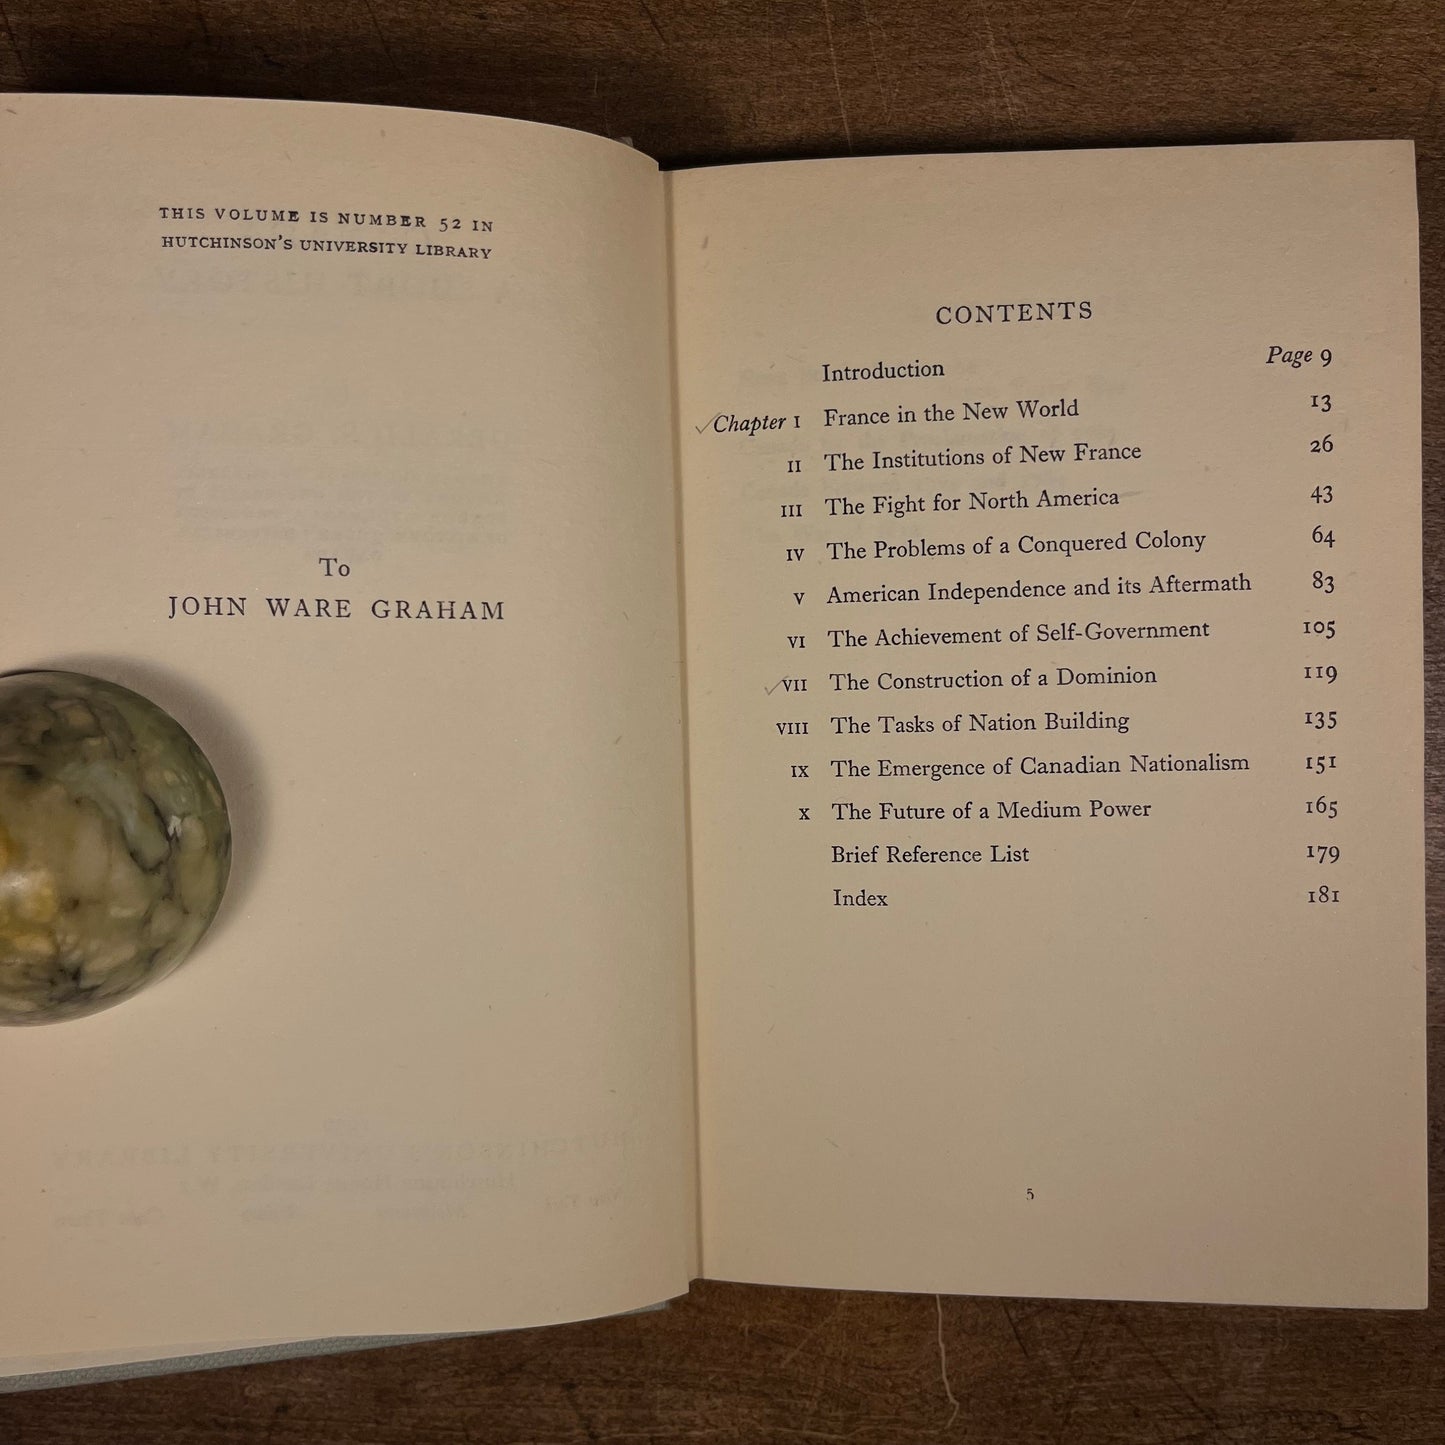 THIS VOLUME IS NUMBER 52 IN
HUTCHINSON'S UNIVERSITY LIBRARY
To
JOHN WARE GRAHAM
CONTENTS
Introduction Page 9
Chapter I France in the New World 13
II The Institutions of New France 26
III The Fight for North America 43
IV The Problems of a Conquered Colony 64
V American Independence and its Aftermath 83
VI The Achievement of Self-Government 105
VII The Construction of a Dominion 119
VIII The Tasks of Nation Building 135
IX The Emergence of Canadian Nationalism 151
X The Future of a Medium Power 165
Brief Reference List 179
Index 181
5